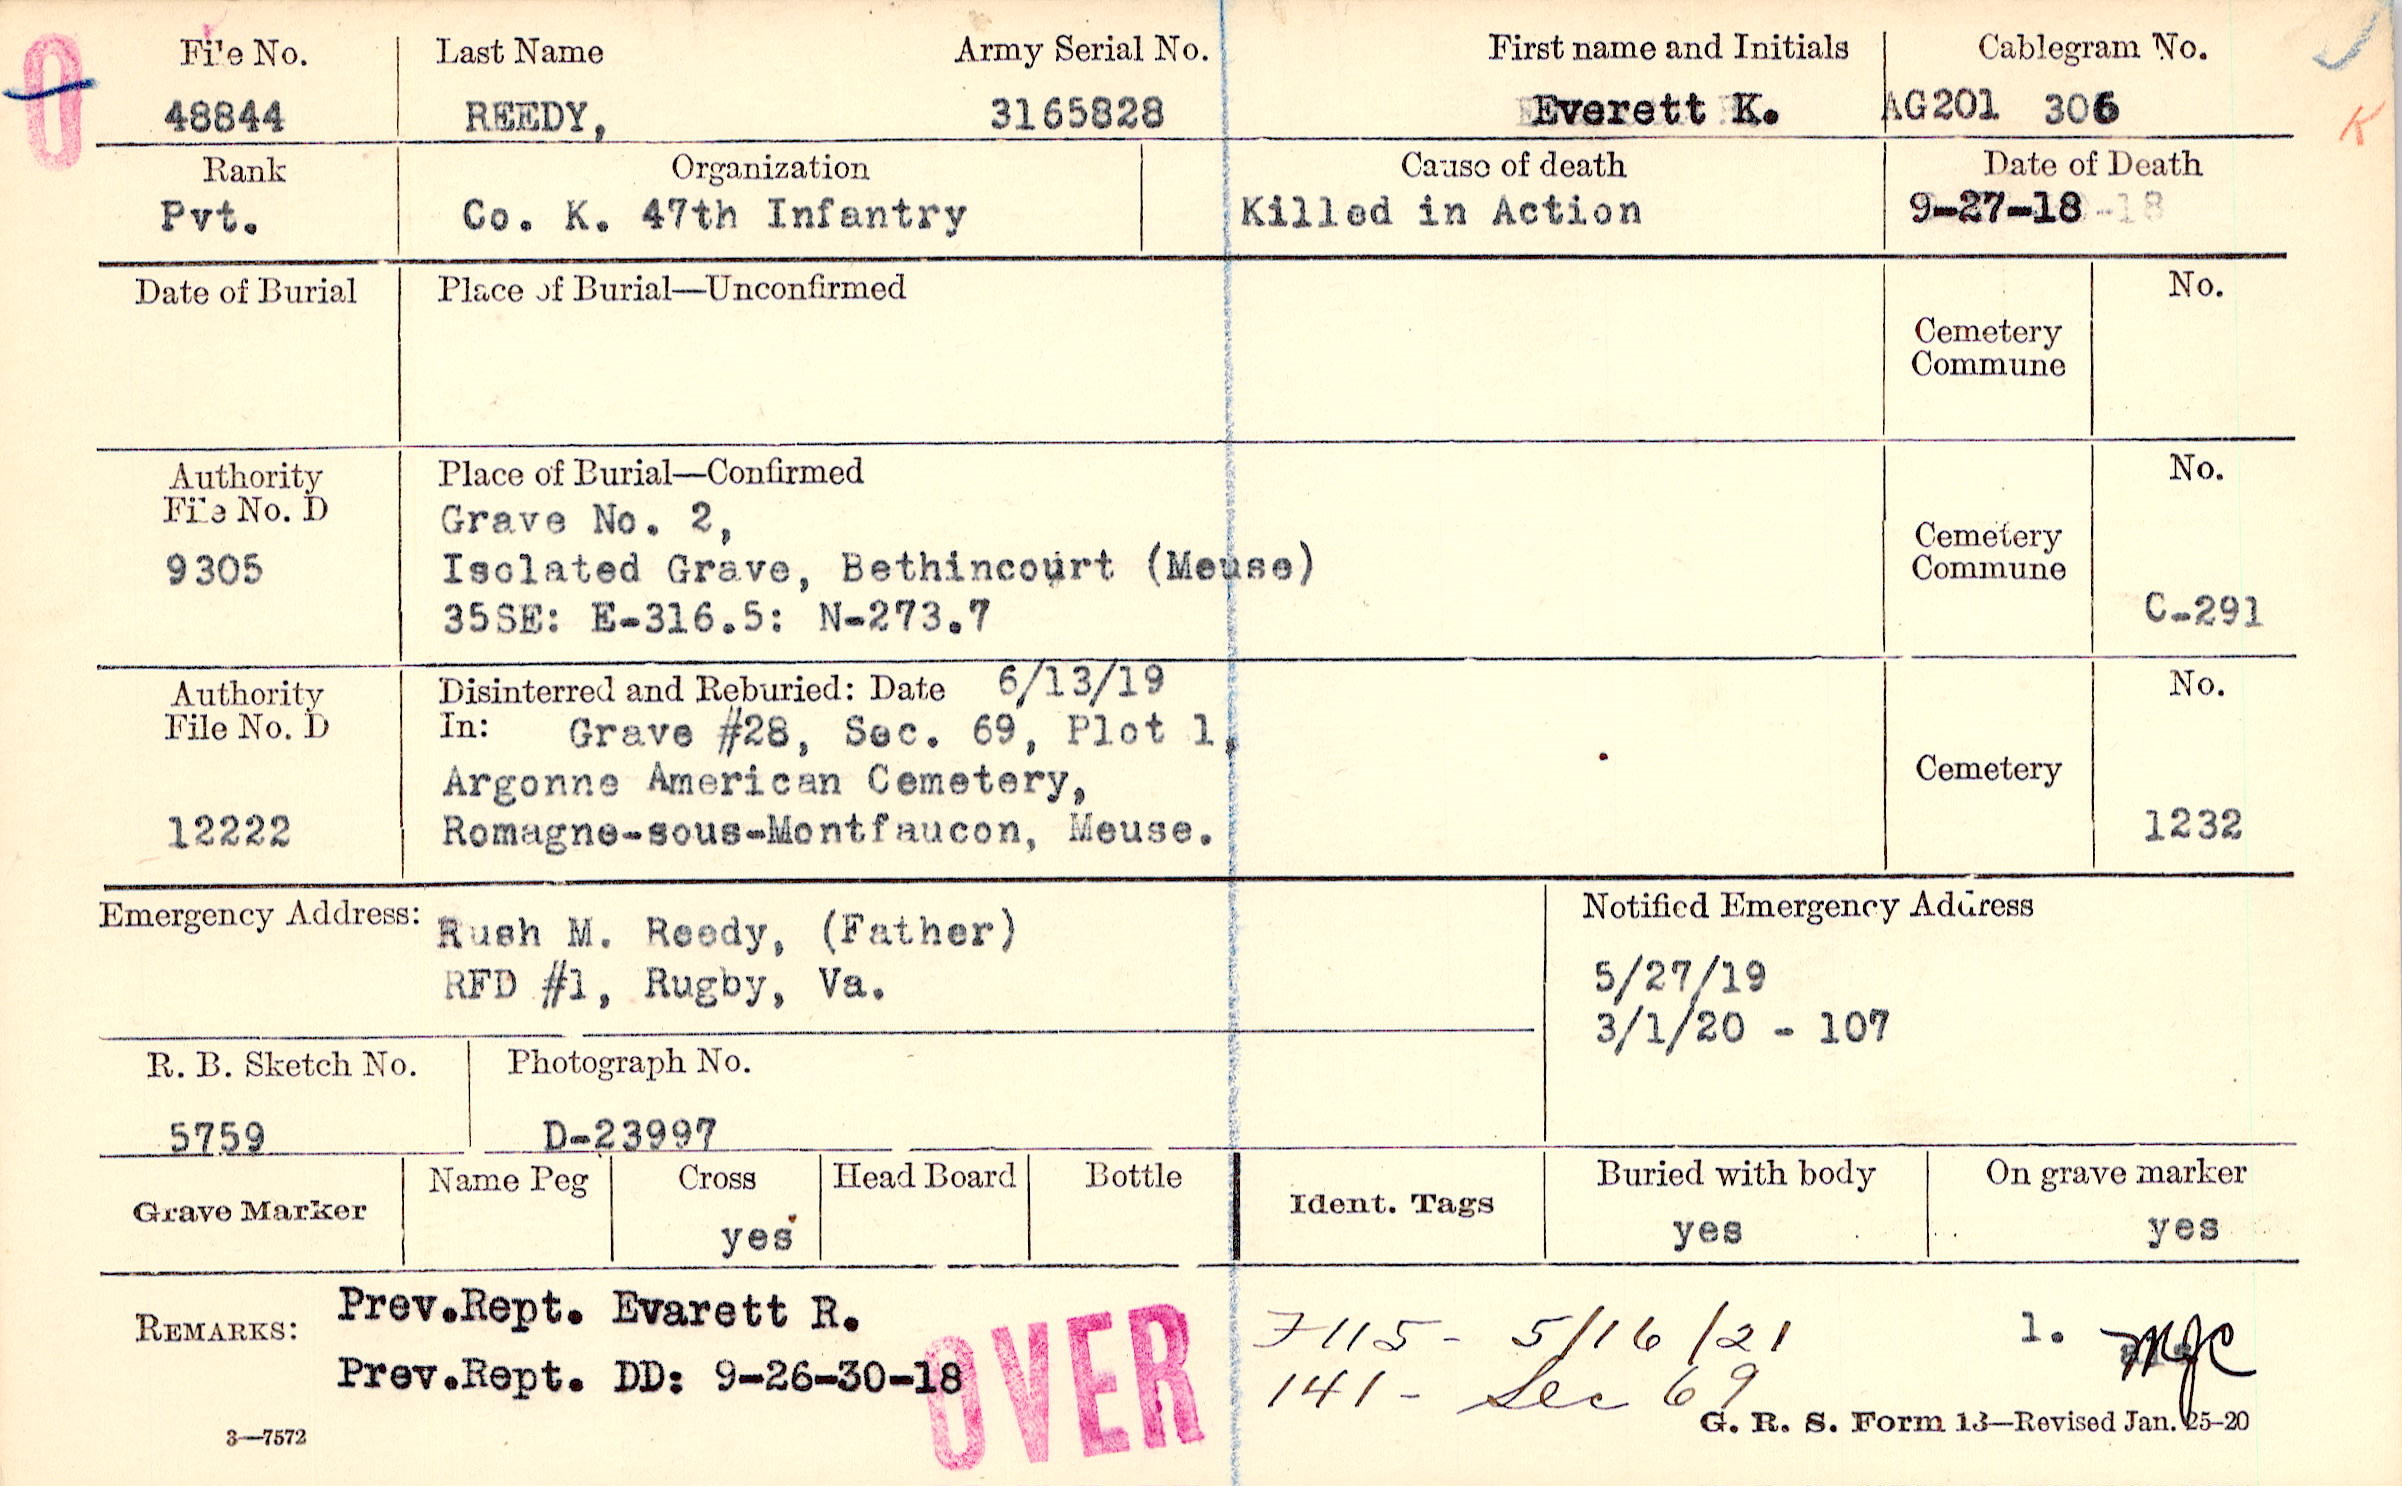 O
File No. Last Name Army Serial No. First name and Initials Cablegram No.
48844 REEDY, 3165828 Everett K. AG201 306
K
Rank Organization Cause of death Date of Death
Pvt. Co. K. 47th Infantry Killed in Action 9-27-18 -18
Date of Burial Place of Burial—Unconfirmed No.
Cemetery
Commune
Authority Place of Burial—Confirmed No.
File No. D Grave No. 2,
Cemetery
9305 Isolated Grave, Bethincourt (Meuse) Commune
35SE: E-316.5: N-273.7 C-291
Authority Disinterred and Reburied: Date 6/13/19 No.
File No. D In: Grave #28, Sec. 69, Plot 1,
Argonne American Cemetery, Cemetery
12222 Romagne-sous-Montfaucon, Meuse. 1232
Emergency Address: Rush M. Reedy, (Father) Notified Emergency Address
RFD #1, Rugby, Va. 5/27/19
3/1/20 - 107
R. B. Sketch No. Photograph No.
5759 D-23997
Grave Marker Name Peg Cross Head Board Bottle Ident. Tags Buried with body On grave marker
yes yes yes
REMARKS: Prev.Rept. Evarett R. 7115- 5/16/21 1. MJC
Prev.Rept. DD: 9-26-30-18 OVER 141- Sec 69
3—7572 G. R. S. Form 13—Revised Jan. 25-20